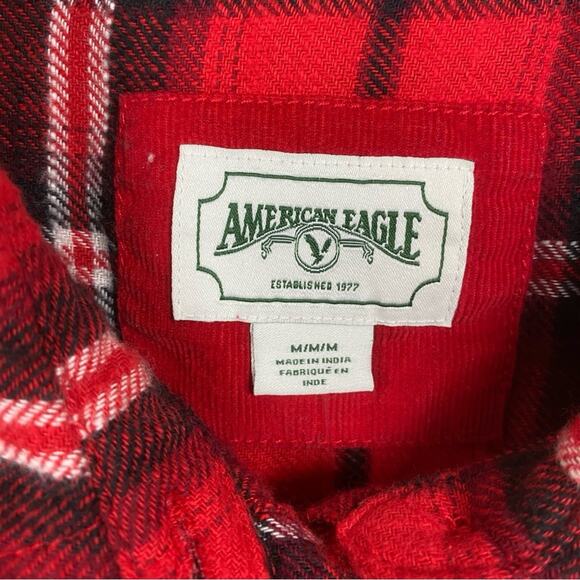 AMERICAN EAGLE
ESTABLISHED 1977
M/M/M
MADE IN INDIA
FABRIQUÉ EN
INDE